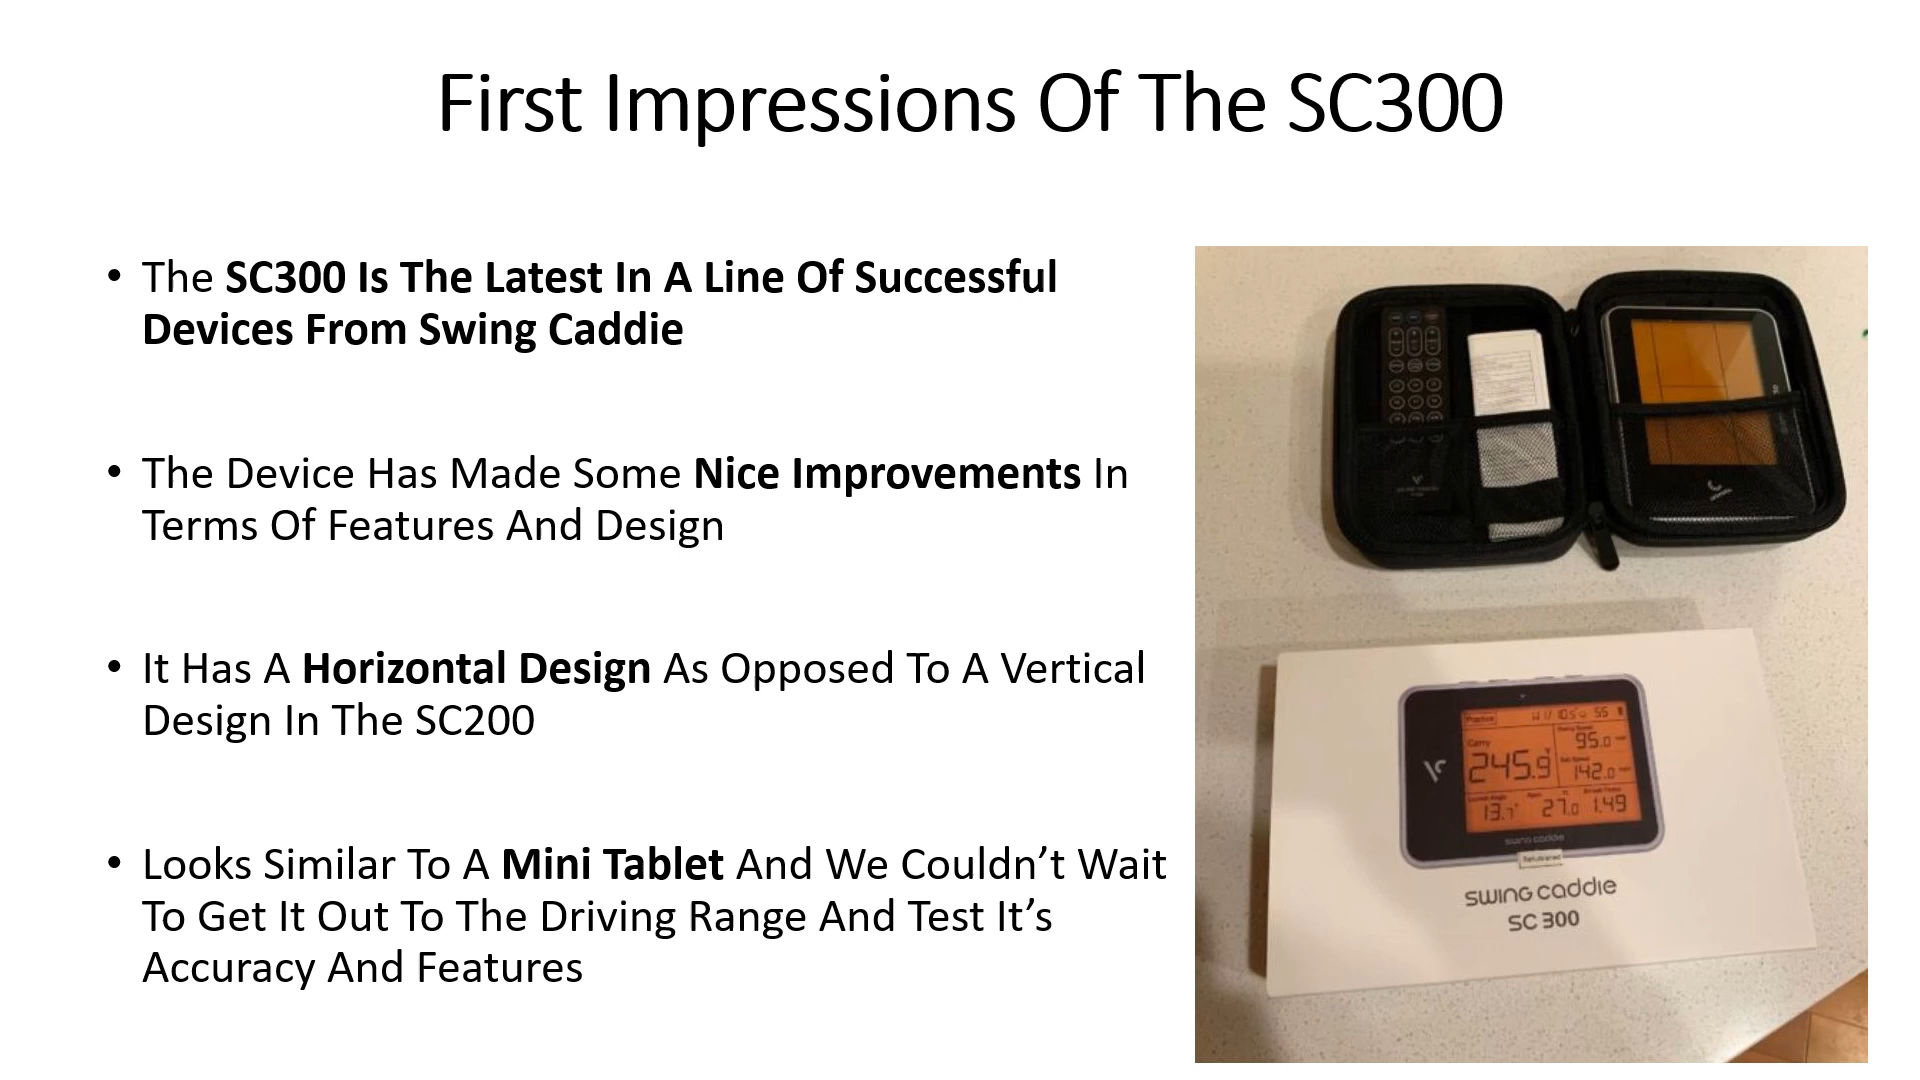 First Impressions Of The SC300
• The SC300 Is The Latest In A Line Of Successful
Devices From Swing Caddie
• The Device Has Made Some Nice Improvements In
Terms Of Features And Design
• It Has A Horizontal Design As Opposed To A Vertical
Design In The SC200
• Looks Similar To A Mini Tablet And We Couldn’t Wait
To Get It Out To The Driving Range And Test It’s
Accuracy And Features
Practice
Carry
245.9
95.0
142.0
13.7°
27.0
1.49
swing caddie
swing caddie
SC 300